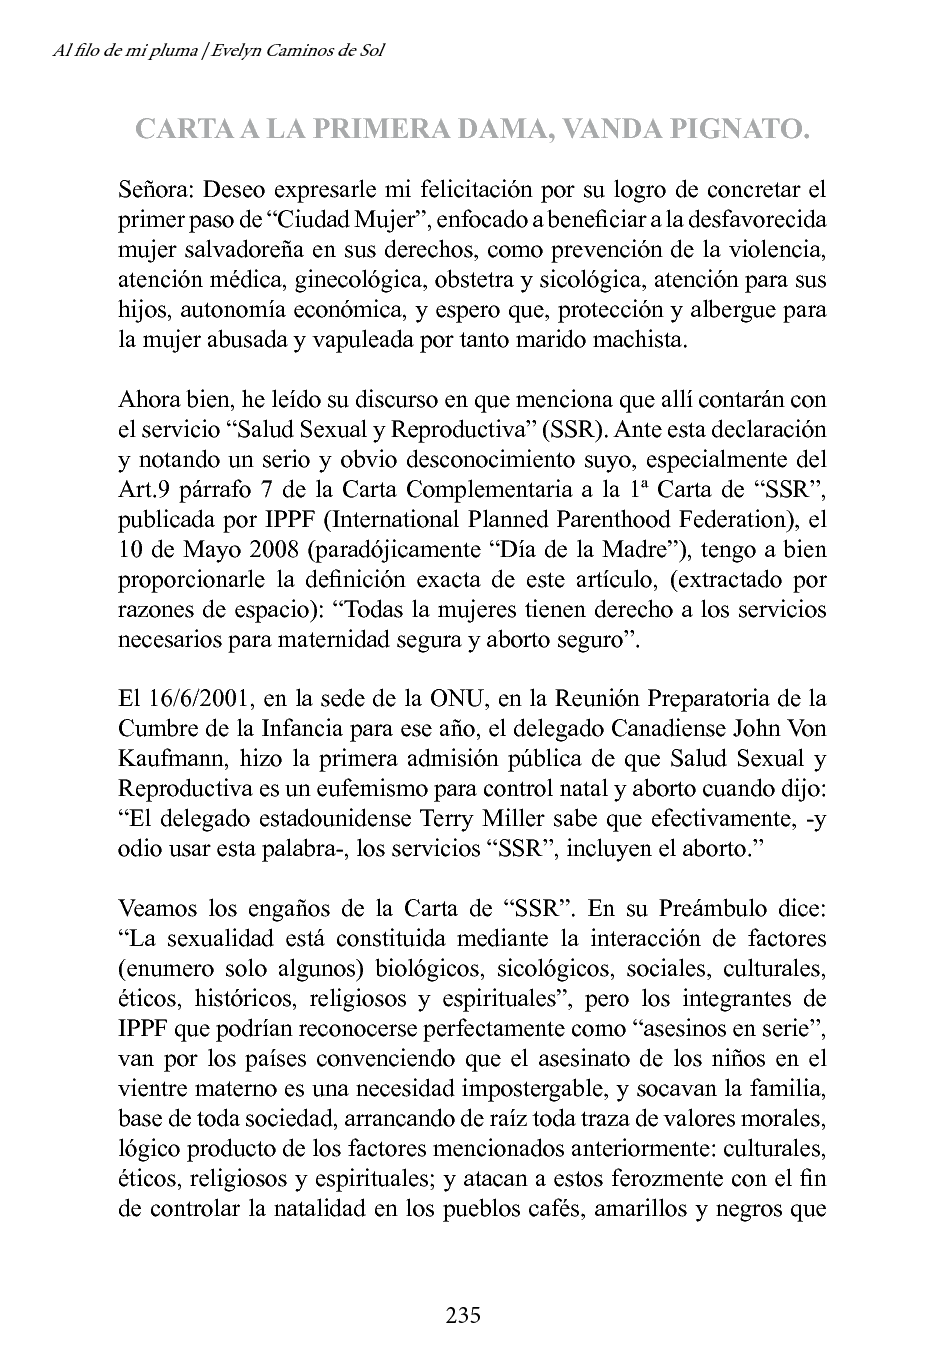 Al filo de mi pluma | Evelyn Caminos de Sol
CARTA A LA PRIMERA DAMA, VANDA PIGNATO.
Señora: Deseo expresarle mi felicitación por su logro de concretar el
primer paso de “Ciudad Mujer”, enfocado a beneficiar a la desfavorecida
mujer salvadoreña en sus derechos, como prevención de la violencia,
atención médica, ginecológica, obstetra y sicológica, atención para sus
hijos, autonomía económica, y espero que, protección y albergue para
la mujer abusada y vapuleada por tanto marido machista.
Ahora bien, he leído su discurso en que menciona que allí contarán con
el servicio “Salud Sexual y Reproductiva” (SSR). Ante esta declaración
y notando un serio y obvio desconocimiento suyo, especialmente del
Art.9 párrafo 7 de la Carta Complementaria a la 1ª Carta de “SSR”,
publicada por IPPF (International Planned Parenthood Federation), el
10 de Mayo 2008 (paradójicamente “Día de la Madre”), tengo a bien
proporcionarle la definición exacta de este artículo, (extractado por
razones de espacio): “Todas la mujeres tienen derecho a los servicios
necesarios para maternidad segura y aborto seguro”.
El 16/6/2001, en la sede de la ONU, en la Reunión Preparatoria de la
Cumbre de la Infancia para ese año, el delegado Canadiense John Von
Kaufmann, hizo la primera admisión pública de que Salud Sexual y
Reproductiva es un eufemismo para control natal y aborto cuando dijo:
“El delegado estadounidense Terry Miller sabe que efectivamente, -y
odio usar esta palabra-, los servicios “SSR”, incluyen el aborto.”
Veamos los engaños de la Carta de “SSR”. En su Preámbulo dice:
“La sexualidad está constituida mediante la interacción de factores
(enumero solo algunos) biológicos, sicológicos, sociales, culturales,
éticos, históricos, religiosos y espirituales”, pero los integrantes de
IPPF que podrían reconocerse perfectamente como “asesinos en serie”,
van por los países convenciendo que el asesinato de los niños en el
vientre materno es una necesidad impostergable, y socavan la familia,
base de toda sociedad, arrancando de raíz toda traza de valores morales,
lógico producto de los factores mencionados anteriormente: culturales,
éticos, religiosos y espirituales; y atacan a estos ferozmente con el fin
de controlar la natalidad en los pueblos cafés, amarillos y negros que
235